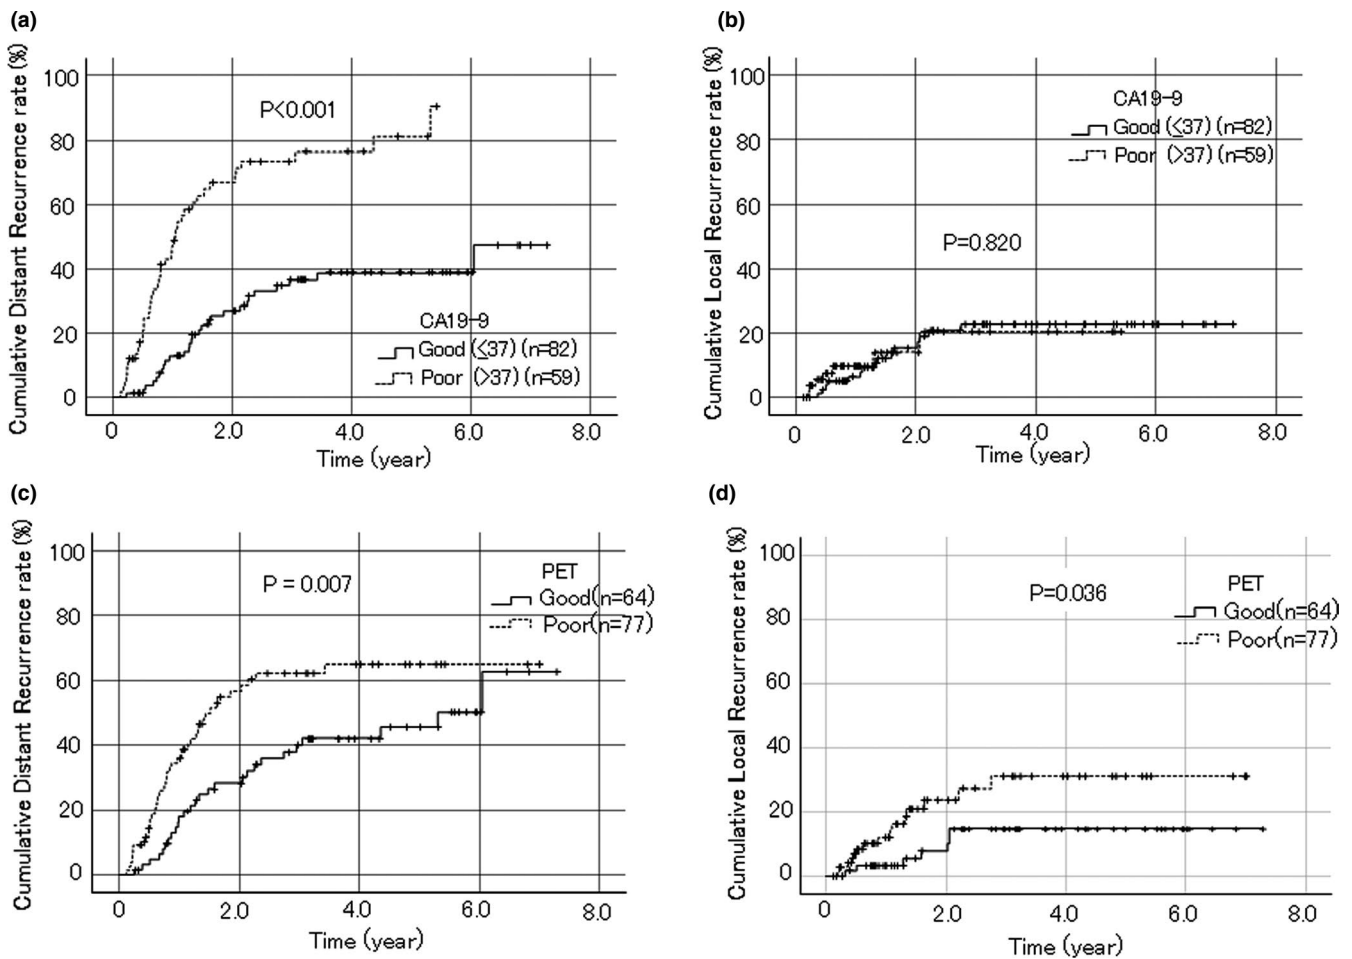 (a)
Cumulative Distant Recurrence rate (%)
100
80
60
40
20
0
P<0.001
CA19-9
Good (≤37) (n=82)
Poor (>37) (n=59)
0 2.0 4.0 6.0 8.0
Time (year)
(b)
Cumulative Local Recurrence rate (%)
100
80
60
40
20
0
CA19-9
Good (≤37) (n=82)
Poor (>37) (n=59)
P=0.820
0 2.0 4.0 6.0 8.0
Time (year)
(c)
Cumulative Distant Recurrence rate (%)
100
80
60
40
20
0
P = 0.007
PET
Good(n=64)
Poor(n=77)
0 2.0 4.0 6.0 8.0
Time (year)
(d)
Cumulative Local Recurrence rate (%)
100
80
60
40
20
0
P=0.036
PET
Good(n=64)
Poor(n=77)
0 2.0 4.0 6.0 8.0
Time (year)